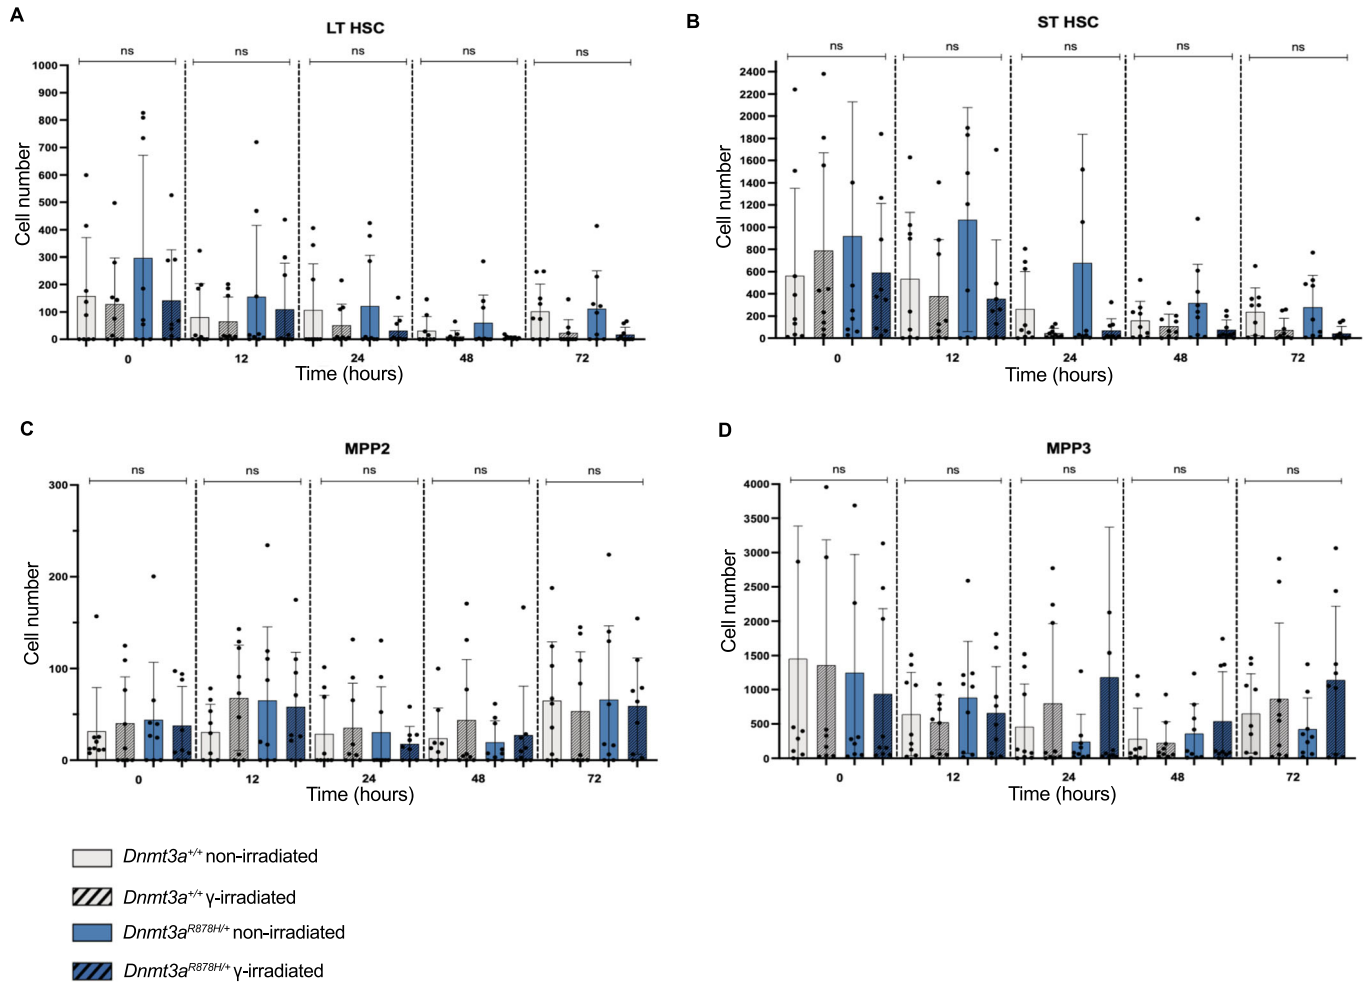 A
LT HSC
ns ns ns ns ns
1000
900
800
700
600
500
400
300
200
100
0
Cell number
0 12 24 48 72
Time (hours)
B
ST HSC
ns ns ns ns ns
2400
2200
2000
1800
1600
1400
1200
1000
800
600
400
200
0
Cell number
0 12 24 48 72
Time (hours)
C
MPP2
ns ns ns ns ns
300
200
100
0
Cell number
0 12 24 48 72
Time (hours)
D
MPP3
ns ns ns ns ns
4000
3500
3000
2500
2000
1500
1000
500
0
Cell number
0 12 24 48 72
Time (hours)
Dnmt3a+/+ non-irradiated
Dnmt3a+/+ γ-irradiated
Dnmt3aR878H/+ non-irradiated
Dnmt3aR878H/+ γ-irradiated